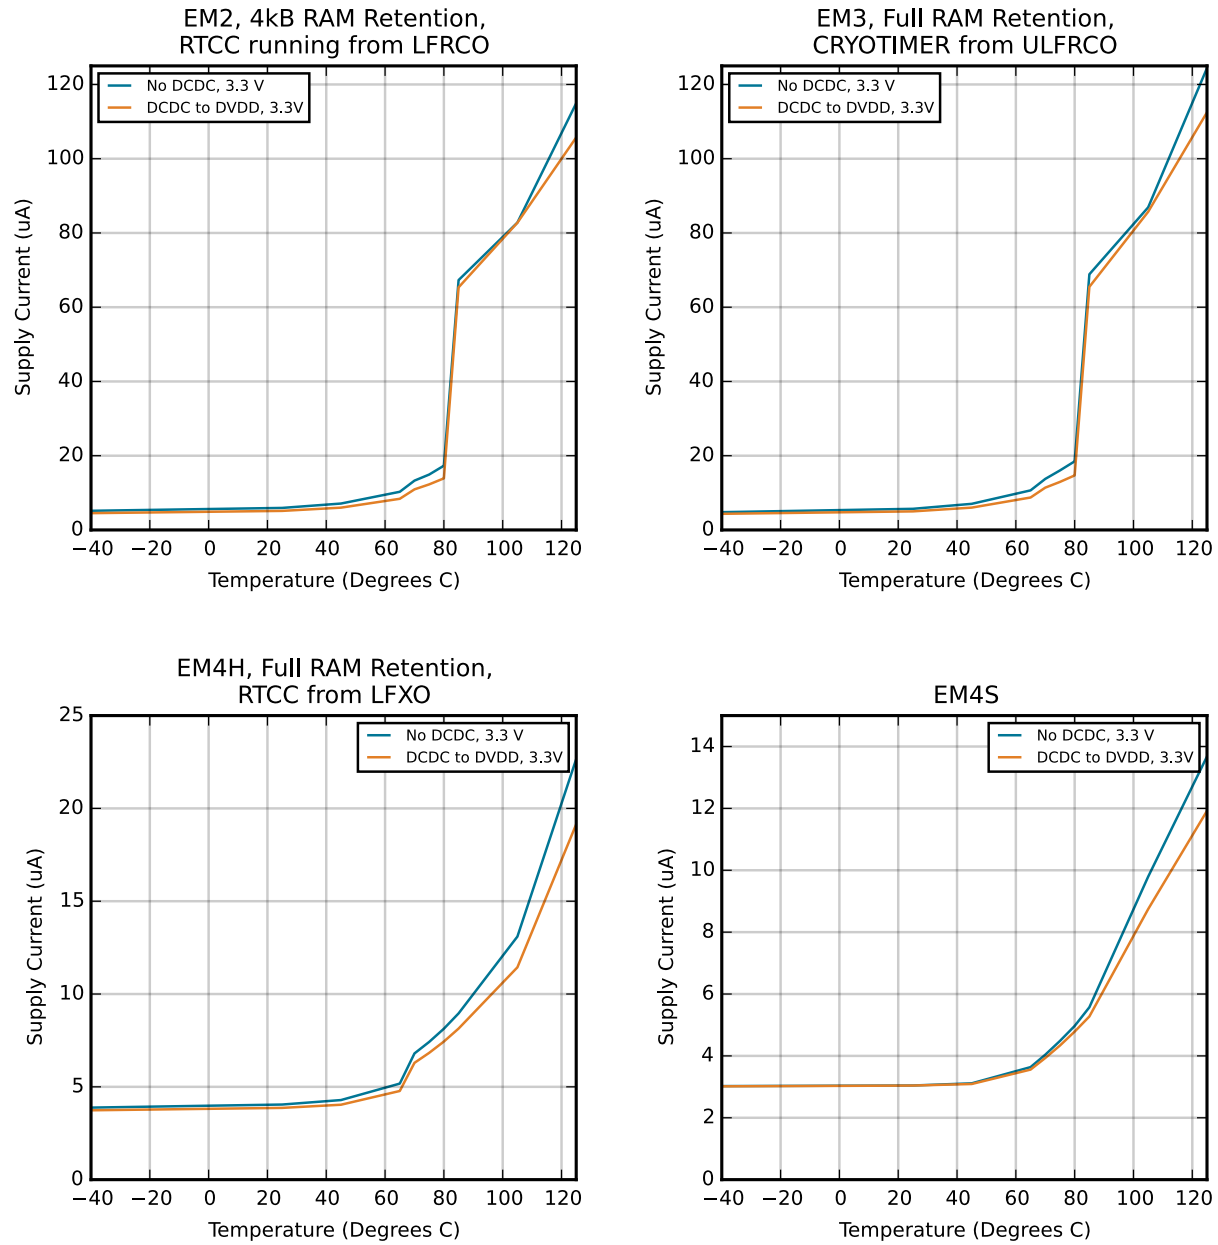 EM2, 4kB RAM Retention,
RTCC running from LFRCO
No DCDC, 3.3 V
DCDC to DVDD, 3.3V
120
100
80
60
40
20
0
Supply Current (uA)
−40 −20 0 20 40 60 80 100 120
Temperature (Degrees C)
EM3, Full RAM Retention,
CRYOTIMER from ULFRCO
No DCDC, 3.3 V
DCDC to DVDD, 3.3V
120
100
80
60
40
20
0
Supply Current (uA)
−40 −20 0 20 40 60 80 100 120
Temperature (Degrees C)
EM4H, Full RAM Retention,
RTCC from LFXO
No DCDC, 3.3 V
DCDC to DVDD, 3.3V
25
20
15
10
5
0
Supply Current (uA)
−40 −20 0 20 40 60 80 100 120
Temperature (Degrees C)
EM4S
No DCDC, 3.3 V
DCDC to DVDD, 3.3V
14
12
10
8
6
4
2
0
Supply Current (uA)
−40 −20 0 20 40 60 80 100 120
Temperature (Degrees C)